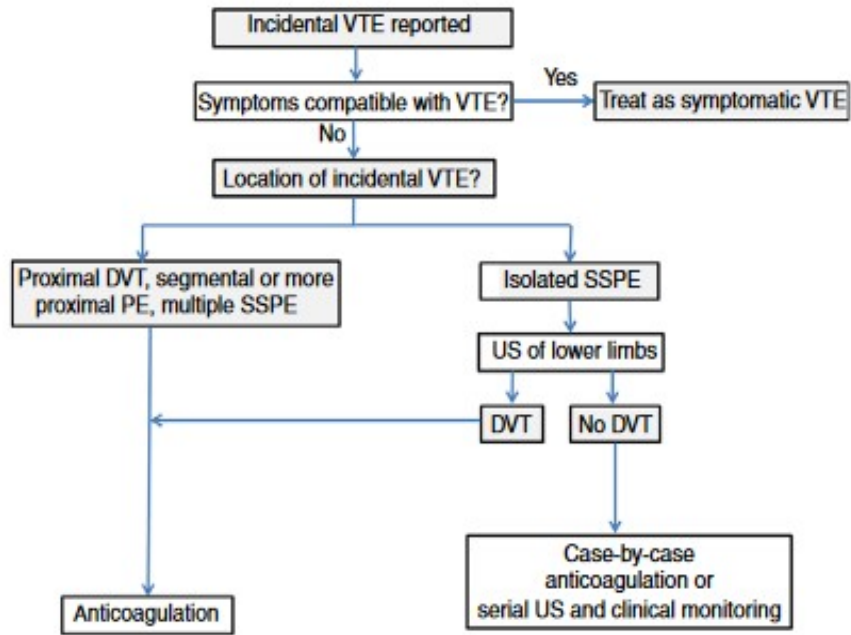 Incidental VTE reported
Symptoms compatible with VTE?
Yes
Treat as symptomatic VTE
No
Location of incidental VTE?
Proximal DVT, segmental or more
proximal PE, multiple SSPE
Isolated SSPE
US of lower limbs
DVT
No DVT
Case-by-case
anticoagulation or
serial US and clinical monitoring
Anticoagulation